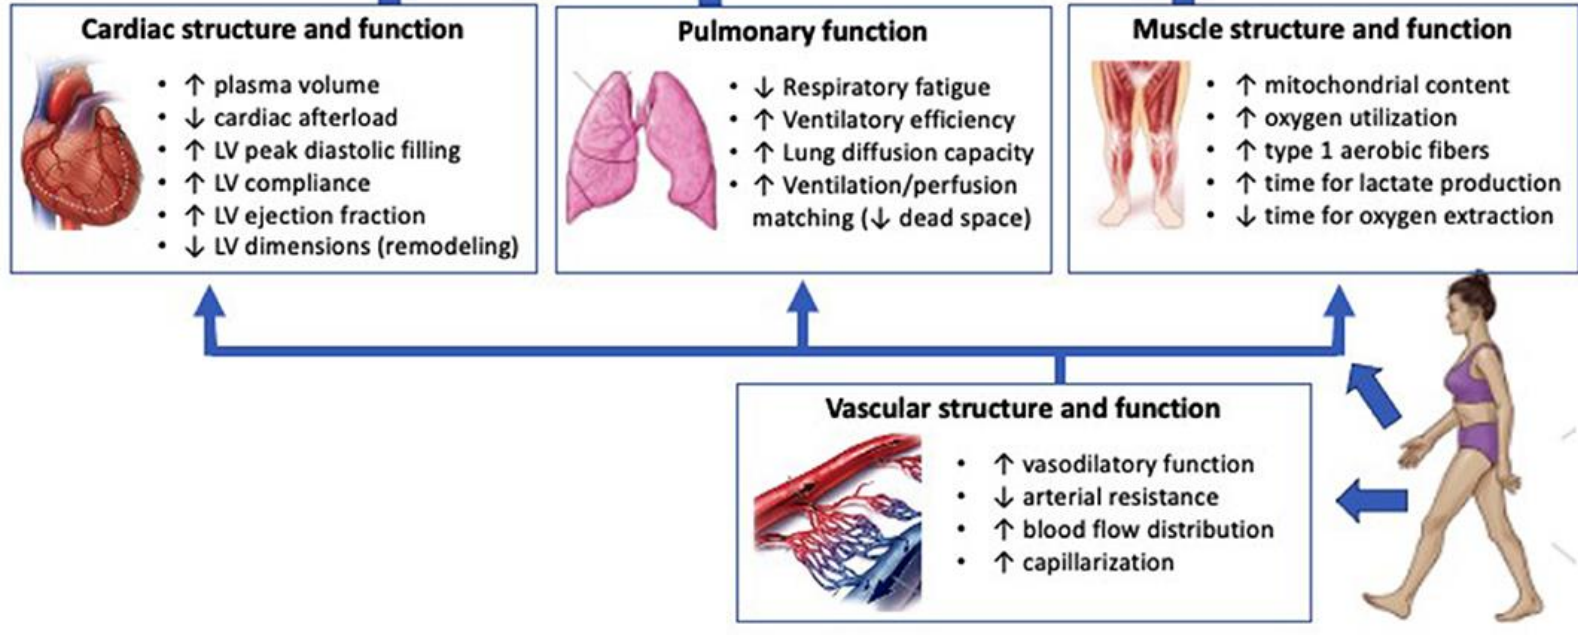 Cardiac structure and function
• ↑ plasma volume
• ↓ cardiac afterload
• ↑ LV peak diastolic filling
• ↑ LV compliance
• ↑ LV ejection fraction
• ↓ LV dimensions (remodeling)
Pulmonary function
• ↓ Respiratory fatigue
• ↑ Ventilatory efficiency
• ↑ Lung diffusion capacity
• ↑ Ventilation/perfusion
matching (↓ dead space)
Muscle structure and function
• ↑ mitochondrial content
• ↑ oxygen utilization
• ↑ type 1 aerobic fibers
• ↑ time for lactate production
• ↓ time for oxygen extraction
Vascular structure and function
• ↑ vasodilatory function
• ↓ arterial resistance
• ↑ blood flow distribution
• ↑ capillarization